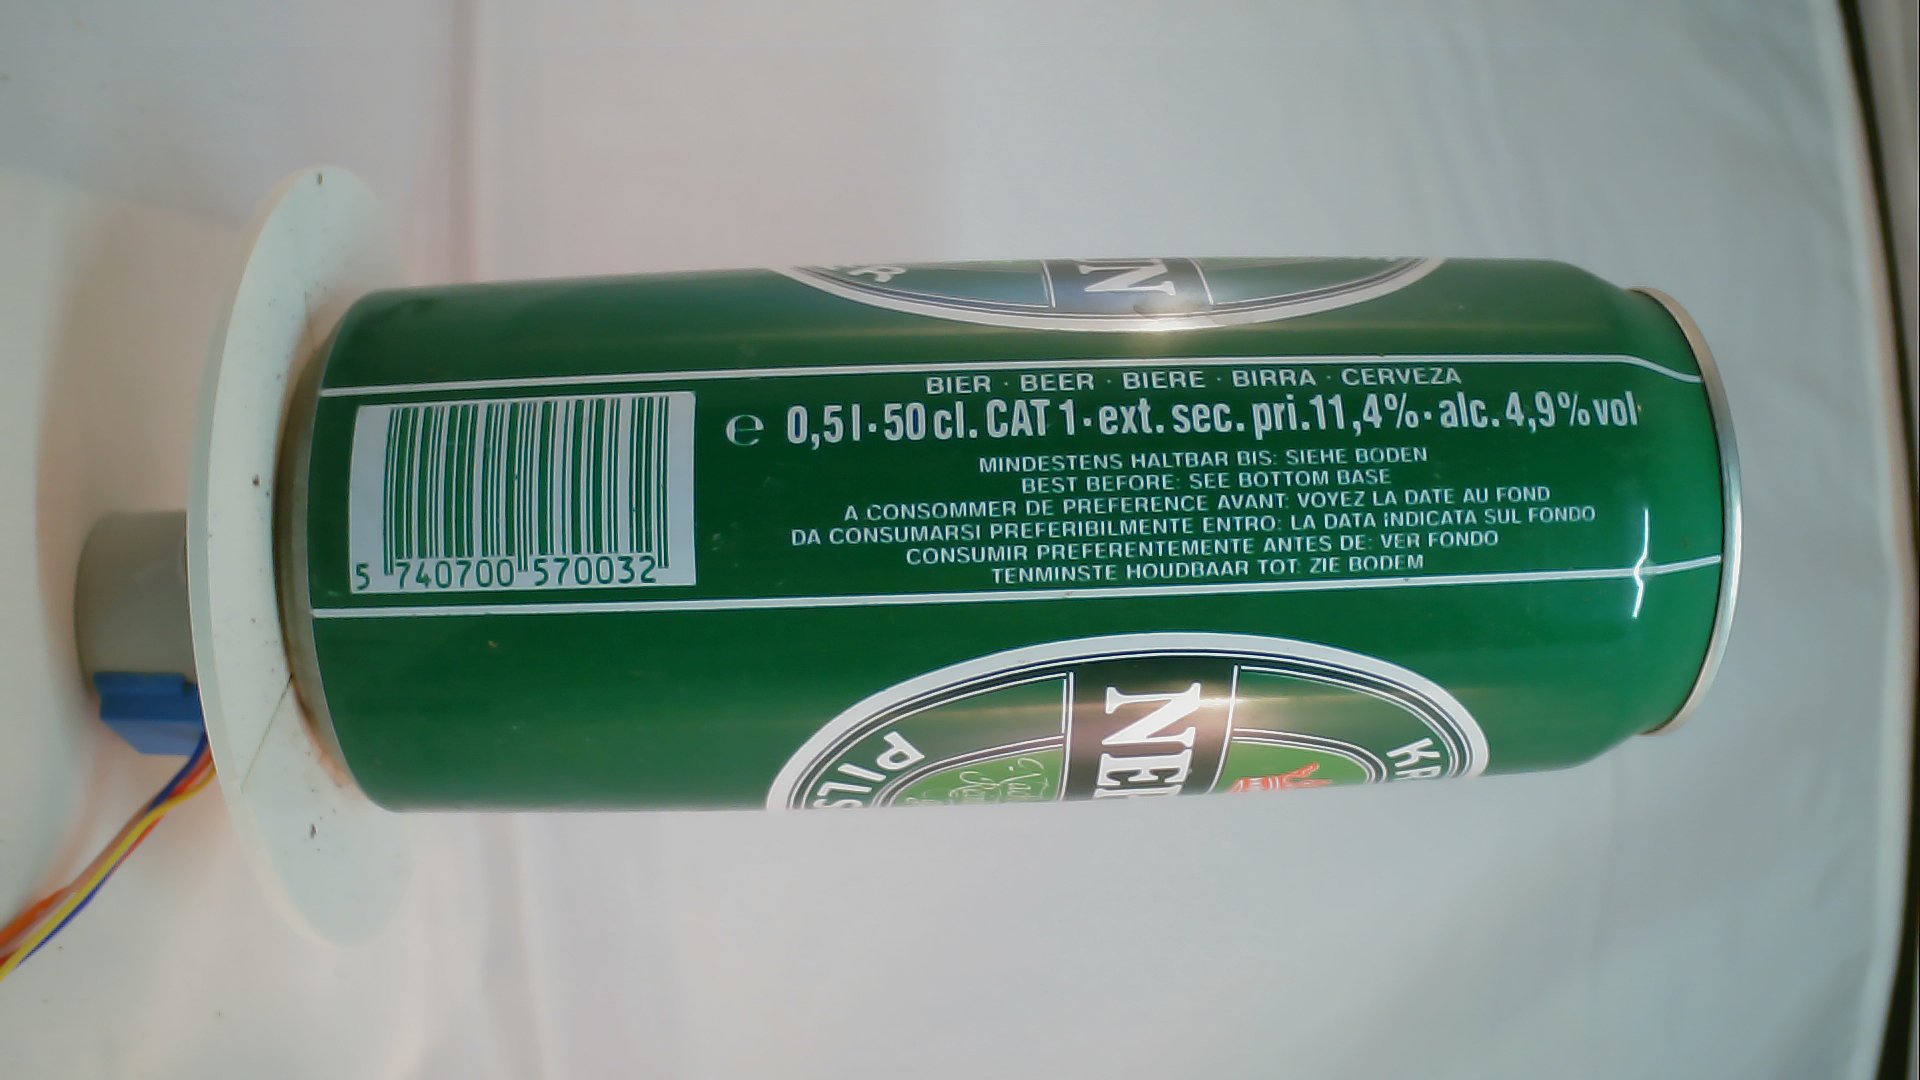 BIER · BEER · BIERE · BIRRA · CERVEZA
e 0,5l · 50 cl. CAT 1 · ext. sec. pri. 11,4% · alc. 4,9% vol
MINDESTENS HALTBAR BIS: SIEHE BODEN
BEST BEFORE: SEE BOTTOM BASE
A CONSOMMER DE PREFERENCE AVANT: VOYEZ LA DATE AU FOND
DA CONSUMARSI PREFERIBILMENTE ENTRO: LA DATA INDICATA SUL FONDO
CONSUMIR PREFERENTEMENTE ANTES DE: VER FONDO
TENMINSTE HOUDBAAR TOT: ZIE BODEM
5 740700 570032